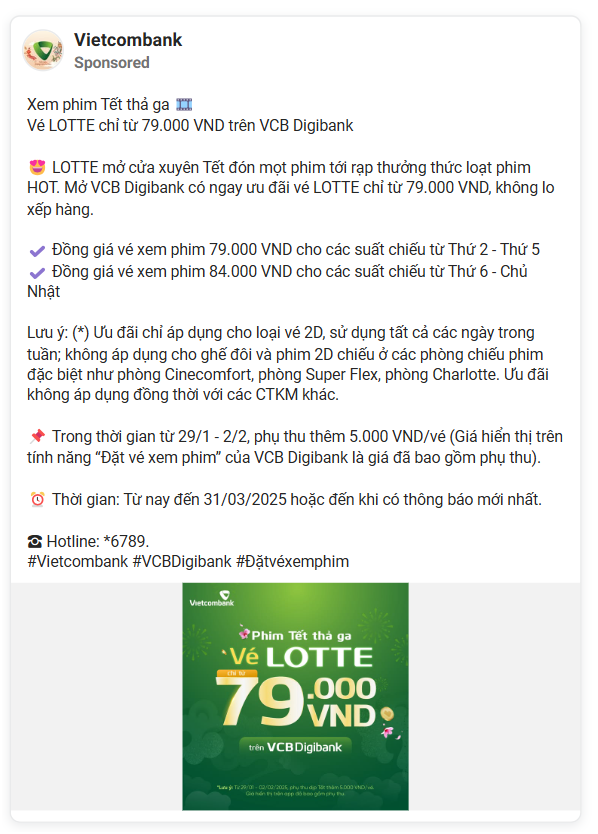 Vietcombank
Sponsored
Xem phim Tết thả ga 🎞️
Vé LOTTE chỉ từ 79.000 VND trên VCB Digibank
😍 LOTTE mở cửa xuyên Tết đón mọt phim tới rạp thưởng thức loạt phim
HOT. Mở VCB Digibank có ngay ưu đãi vé LOTTE chỉ từ 79.000 VND, không lo
xếp hàng.
✔ Đồng giá vé xem phim 79.000 VND cho các suất chiếu từ Thứ 2 - Thứ 5
✔ Đồng giá vé xem phim 84.000 VND cho các suất chiếu từ Thứ 6 - Chủ
Nhật
Lưu ý: (*) Ưu đãi chỉ áp dụng cho loại vé 2D, sử dụng tất cả các ngày trong
tuần; không áp dụng cho ghế đôi và phim 2D chiếu ở các phòng chiếu phim
đặc biệt như phòng Cinecomfort, phòng Super Flex, phòng Charlotte. Ưu đãi
không áp dụng đồng thời với các CTKM khác.
📌 Trong thời gian từ 29/1 - 2/2, phụ thu thêm 5.000 VND/vé (Giá hiển thị trên
tính năng “Đặt vé xem phim” của VCB Digibank là giá đã bao gồm phụ thu).
⏰ Thời gian: Từ nay đến 31/03/2025 hoặc đến khi có thông báo mới nhất.
☎ Hotline: *6789.
#Vietcombank #VCBDigibank #Đặtvéxemphim
Vietcombank
Phim Tết thả ga
Vé LOTTE
chỉ từ
79.000
VND
trên VCB Digibank
*Lưu ý: Từ 29/01 - 02/02/2025, phụ thu dịp Tết thêm 5.000 VND/vé.
Giá hiển thị trên app đã bao gồm phụ thu.